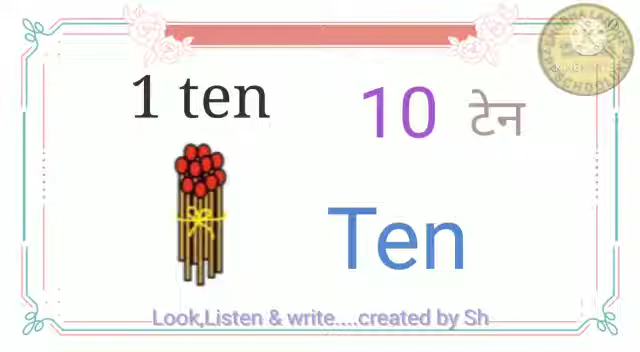 1 ten
10 टेन
Ten
Look,Listen & write....created by Sh